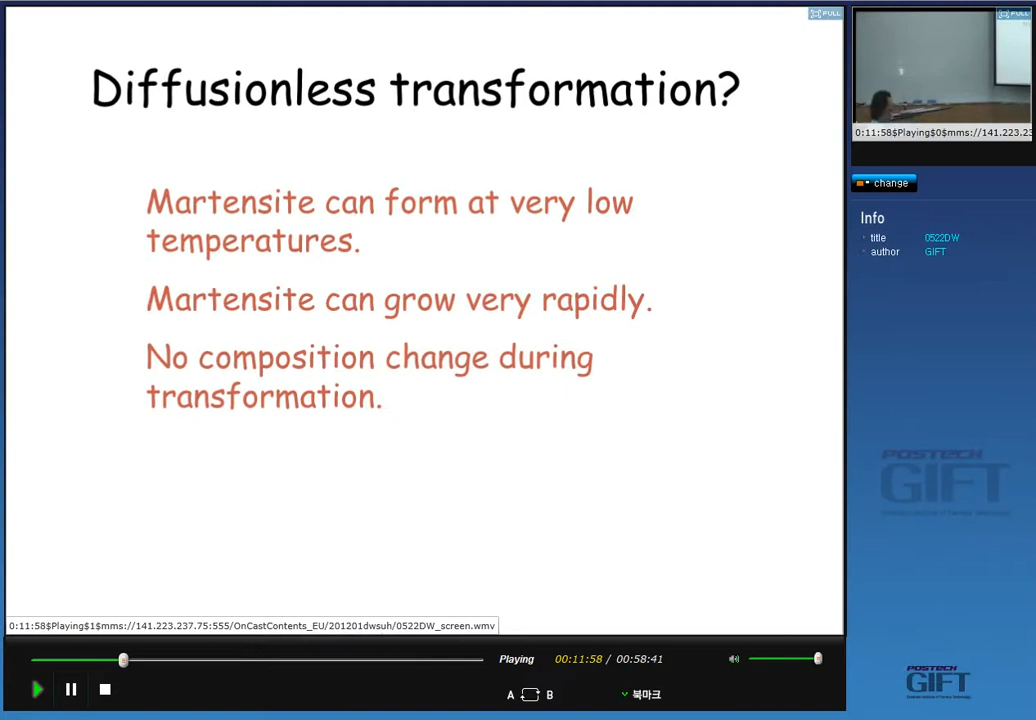 FULL
Diffusionless transformation?
Martensite can form at very low
temperatures.
Martensite can grow very rapidly.
No composition change during
transformation.
0:11:58$Playing$1$mms://141.223.237.75:555/OnCastContents_EU/201201dwsuh/0522DW_screen.wmv
Playing 00:11:58 / 00:58:41
A B 북마크
FULL
0:11:58$Playing$0$mms://141.223.23
change
Info
title 0522DW
author GIFT
POSTECH
GIFT
POSTECH
GIFT